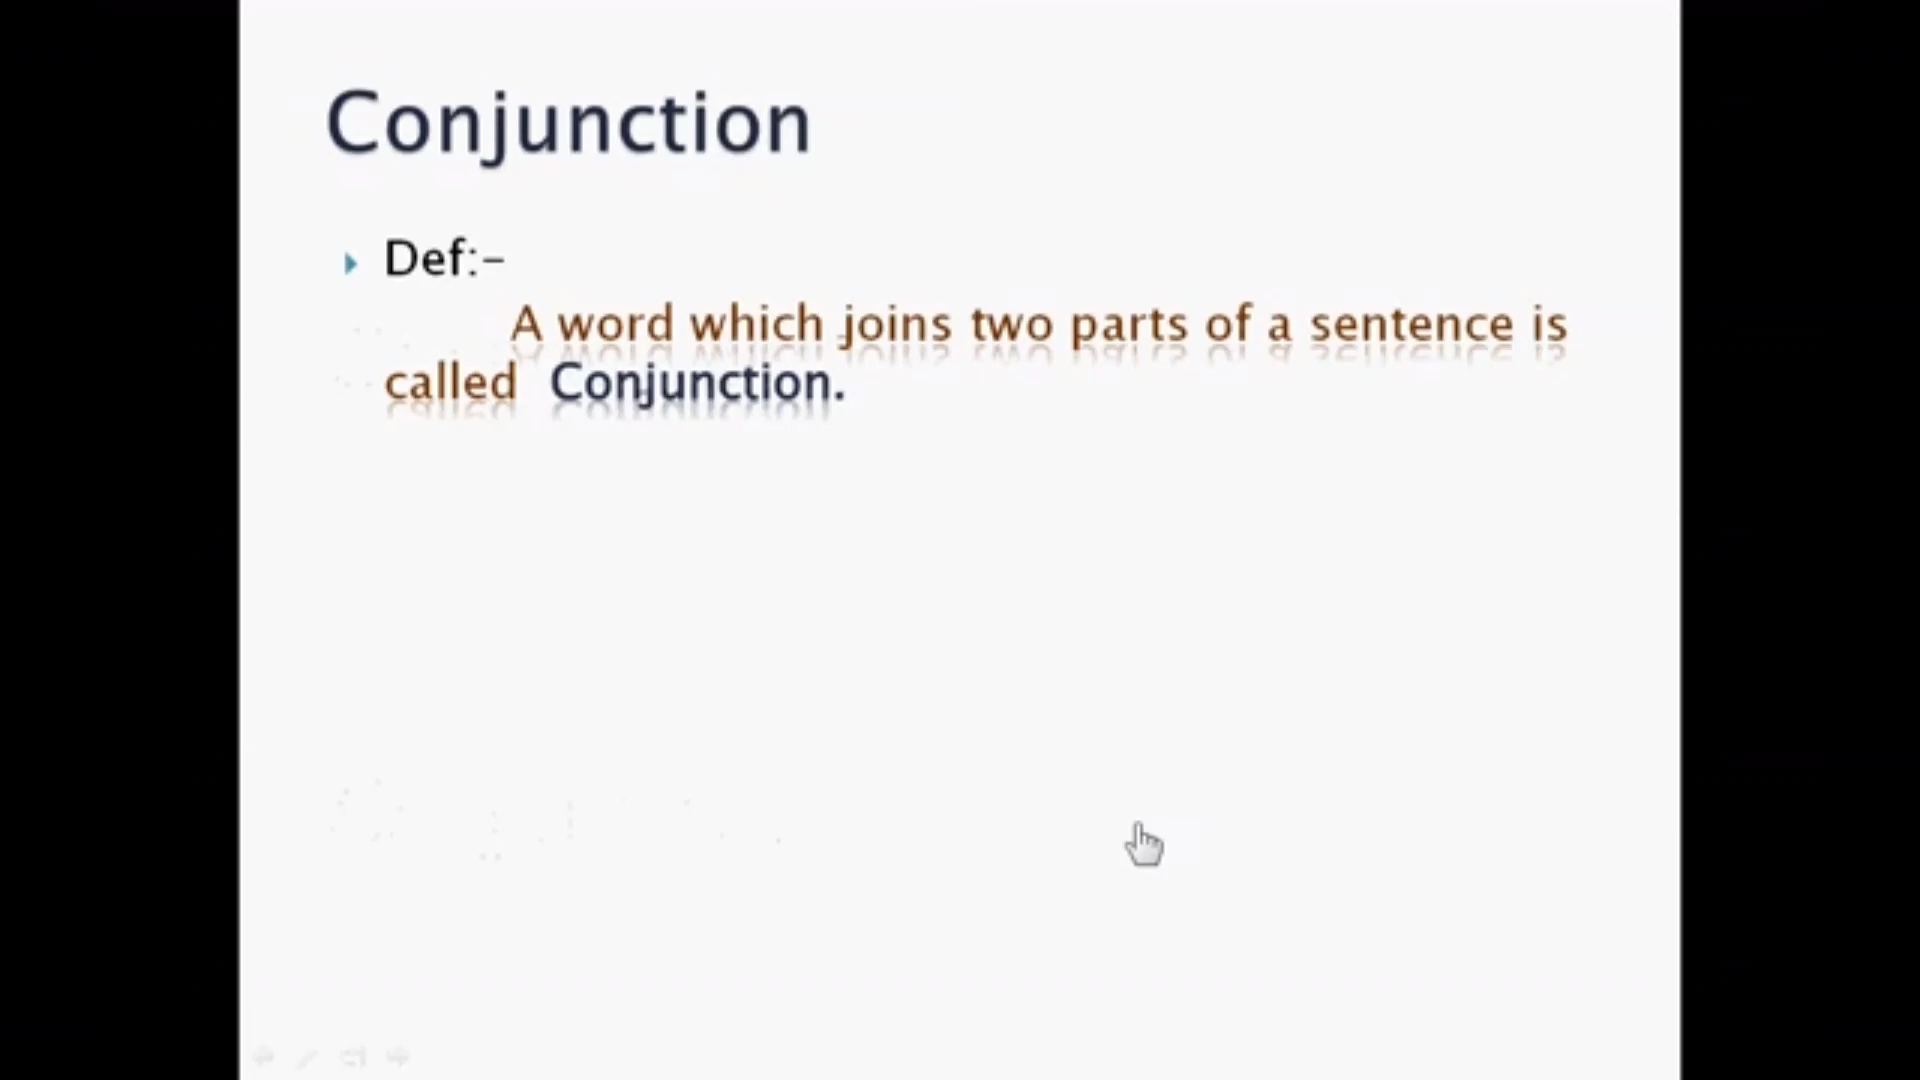 Conjunction
Def:-
A word which joins two parts of a sentence is
called Conjunction.